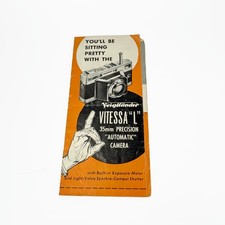 YOU'LL BE
SITTING
PRETTY
WITH THE
Voigtländer
VITESSA "L"
35mm PRECISION
"AUTOMATIC"
CAMERA
with Built-in Exposure Meter
and Light-Value Synchro-Compur Shutter